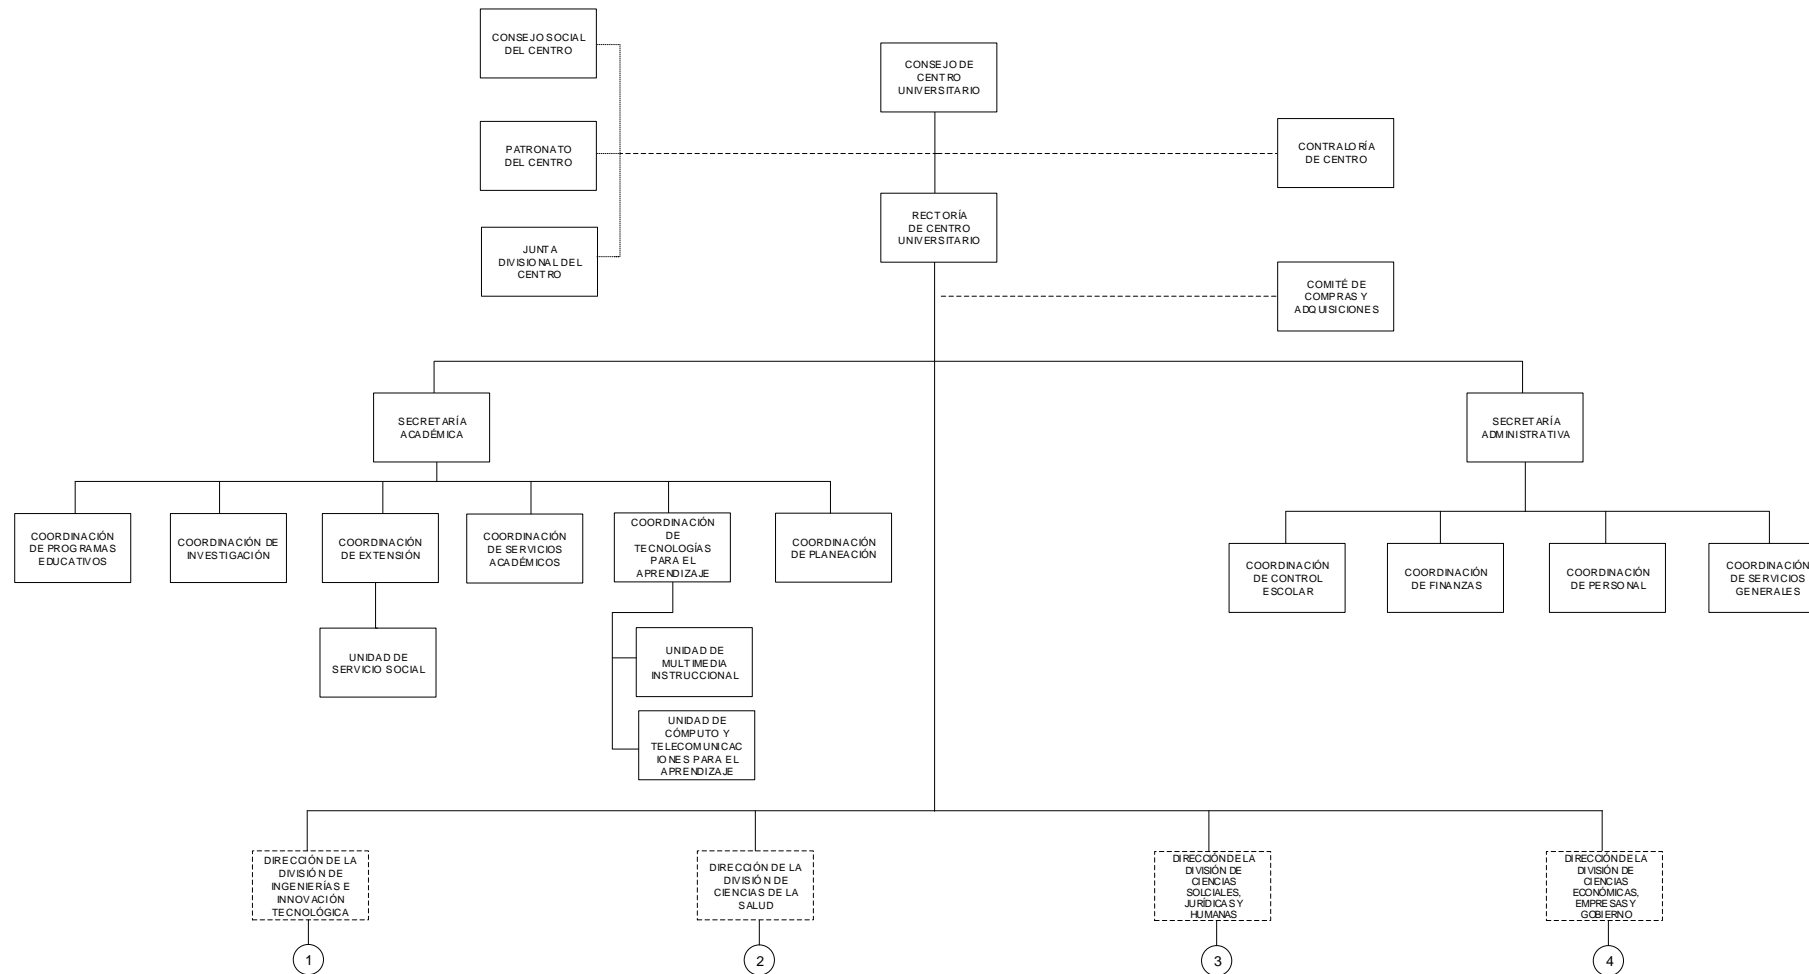 CONSEJO SOCIAL
DEL CENTRO
CONSEJO DE
CENTRO
UNIVERSITARIO
PATRONATO
DEL CENTRO
CONTRALORÍA
DE CENTRO
RECTORÍA
DE CENTRO
UNIVERSITARIO
JUNTA
DIVISIONAL DEL
CENTRO
COMITÉ DE
COMPRAS Y
ADQUISICIONES
SECRETARÍA
ACADÉMICA
SECRETARÍA
ADMINISTRATIVA
COORDINACIÓN
DE PROGRAMAS
EDUCATIVOS
COORDINACIÓN DE
INVESTIGACIÓN
COORDINACIÓN
DE EXTENSIÓN
COORDINACIÓN
DE SERVICIOS
ACADÉMICOS
COORDINACIÓN
DE
TECNOLOGÍAS
PARA EL
APRENDIZAJE
COORDINACIÓN
DE PLANEACIÓN
COORDINACIÓN
DE CONTROL
ESCOLAR
COORDINACIÓN
DE FINANZAS
COORDINACIÓN
DE PERSONAL
COORDINACIÓN
DE SERVICIOS
GENERALES
UNIDAD DE
SERVICIO SOCIAL
UNIDAD DE
MULTIMEDIA
INSTRUCCIONAL
UNIDAD DE
CÓMPUTO Y
TELECOMUNICAC
IONES PARA EL
APRENDIZAJE
DIRECCIÓN DE LA
DIVISIÓN DE
INGENIERÍAS E
INNOVACIÓN
TECNOLÓGICA
DIRECCIÓN DE LA
DIVISIÓN DE
CIENCIAS DE LA
SALUD
DIRECCIÓN DE LA
DIVISIÓN DE
CIENCIAS
SOLCIALES,
JURÍDICAS Y
HUMANAS
DIRECCIÓN DE LA
DIVISIÓN DE
CIENCIAS
ECONÓMICAS,
EMPRESAS Y
GOBIERNO
1
2
3
4